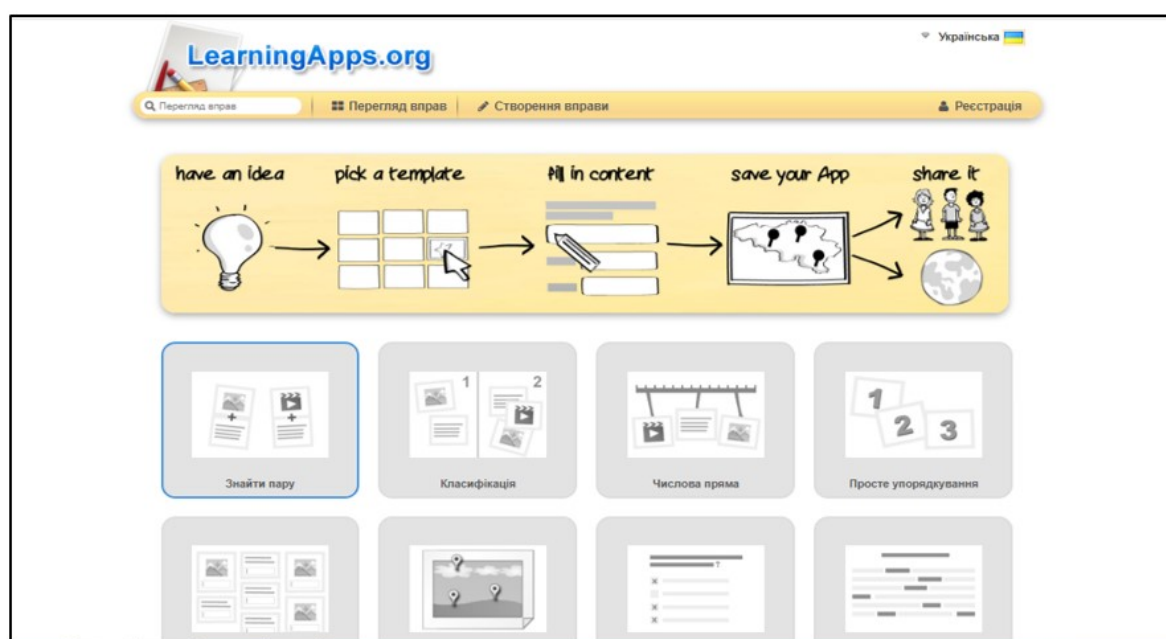 Українська
LearningApps.org
Перегляд вправ
Перегляд вправ
Створення вправи
Реєстрація
have an idea
pick a template
fill in content
save your App
share it
1
2
1
2
3
Знайти пару
Класифікація
Числова пряма
Просте упорядкування
?